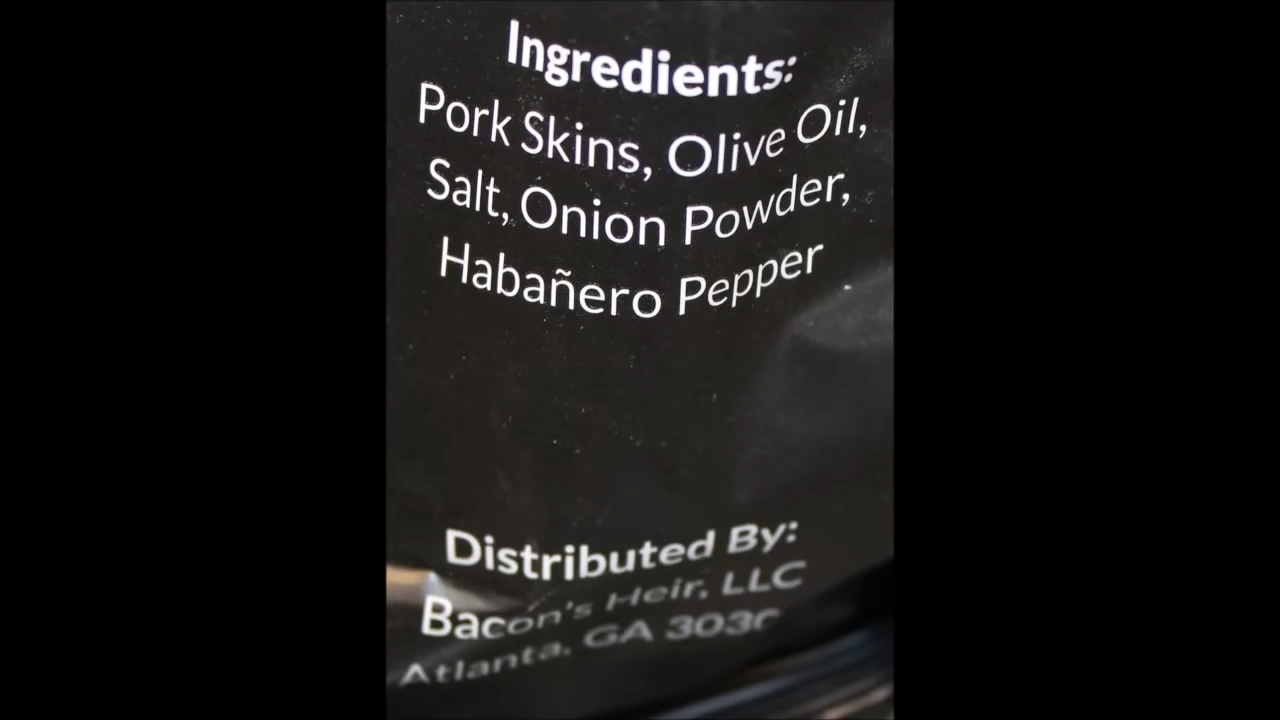 Ingredients:
Pork Skins, Olive Oil,
Salt, Onion Powder,
Habañero Pepper
Distributed By:
Bacon's Heir, LLC
Atlanta, GA